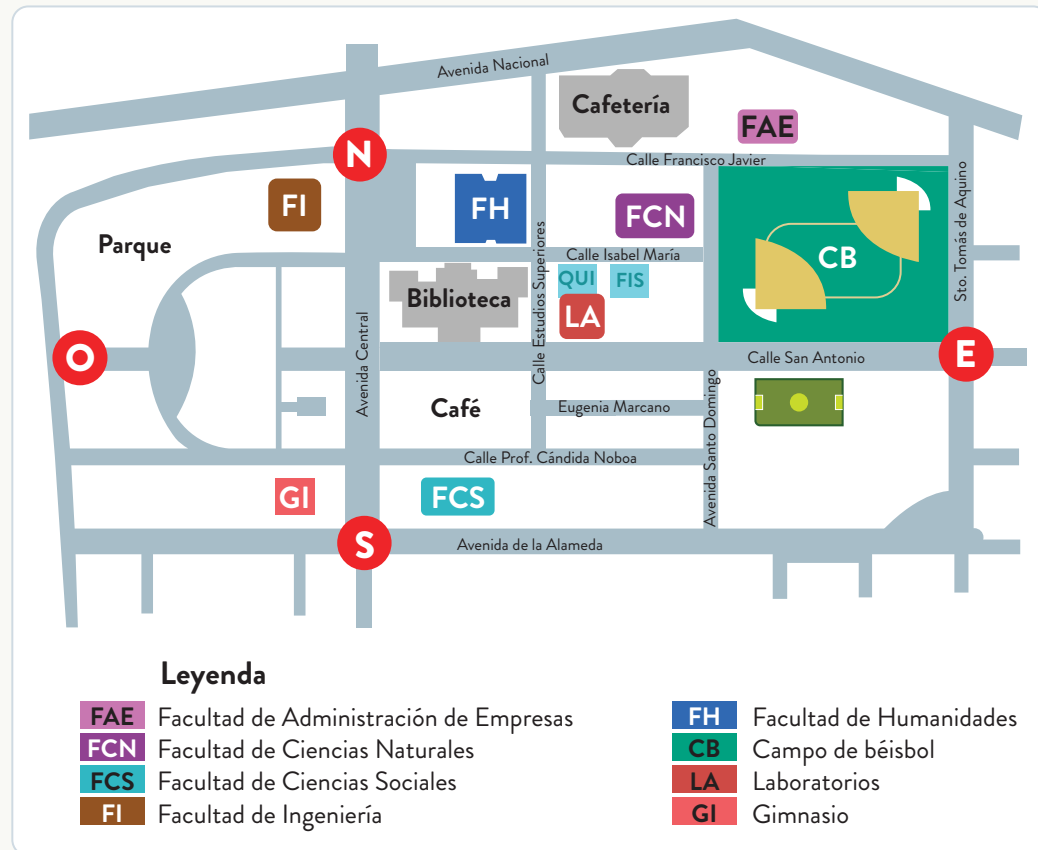 Avenida Nacional
Cafetería
FAE
N
Calle Francisco Javier
FI
FH
FCN
Sto. Tomás de Aquino
Parque
Calle Isabel María
CB
QUI
FIS
Biblioteca
LA
Calle Estudios Superiores
Avenida Central
O
Calle San Antonio
E
Café
Eugenia Marcano
Avenida Santo Domingo
Calle Prof. Cándida Noboa
GI
FCS
S
Avenida de la Alameda
Leyenda
FAE Facultad de Administración de Empresas
FCN Facultad de Ciencias Naturales
FCS Facultad de Ciencias Sociales
FI Facultad de Ingeniería
FH Facultad de Humanidades
CB Campo de béisbol
LA Laboratorios
GI Gimnasio